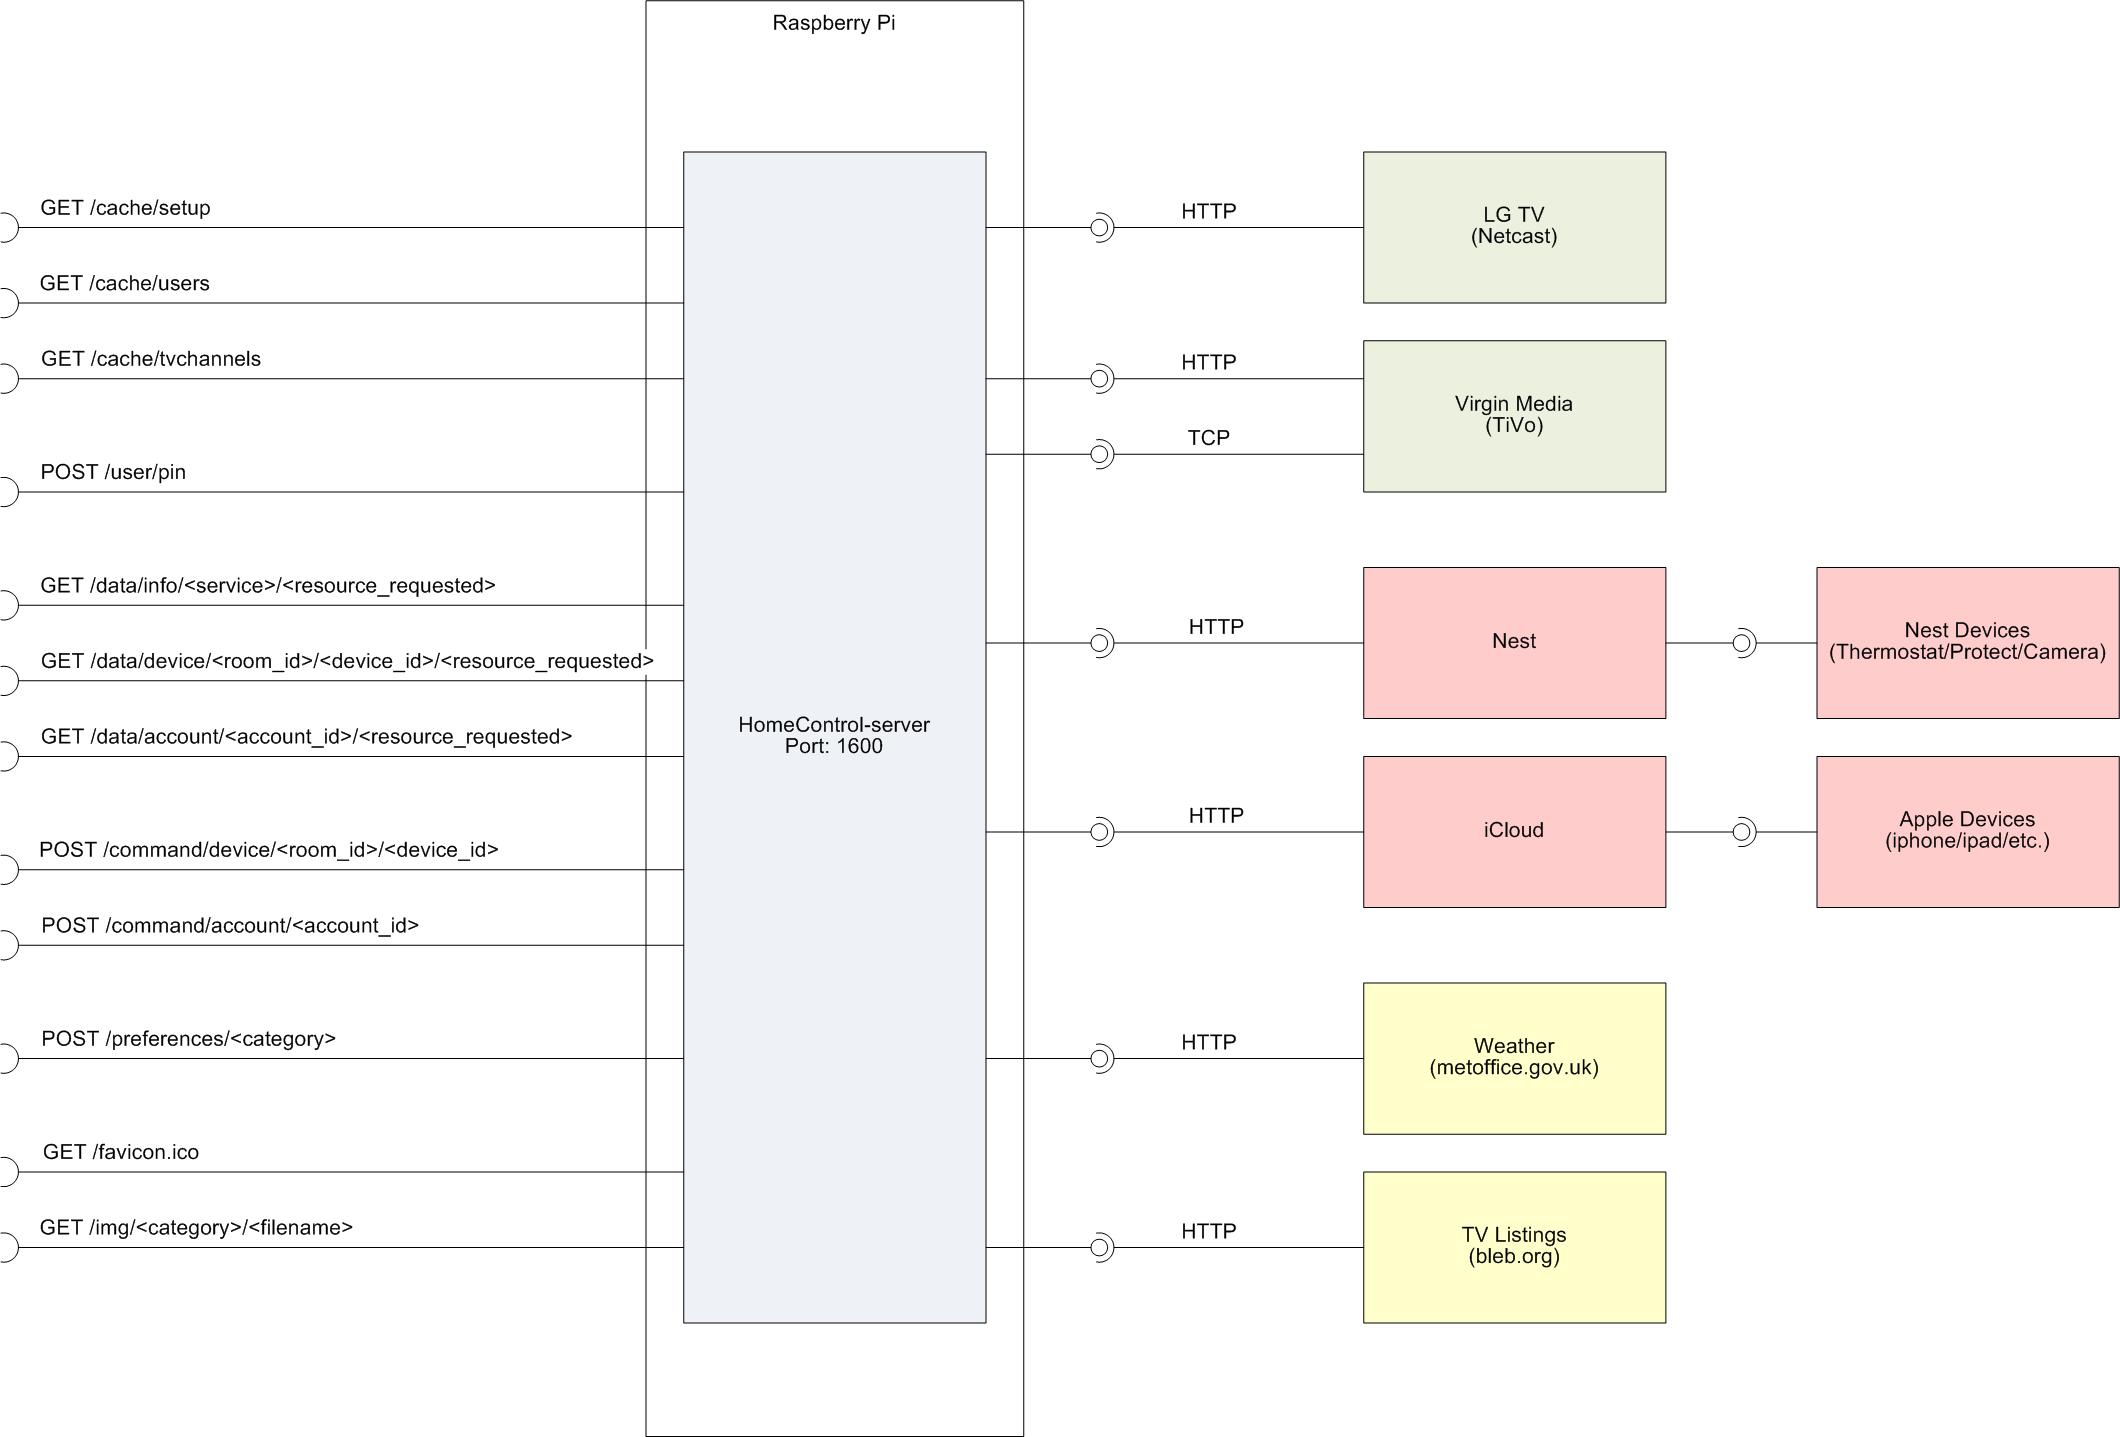 Raspberry Pi
GET /cache/setup
GET /cache/users
GET /cache/tvchannels
POST /user/pin
GET /data/info/<service>/<resource_requested>
GET /data/device/<room_id>/<device_id>/<resource_requested>
GET /data/account/<account_id>/<resource_requested>
POST /command/device/<room_id>/<device_id>
POST /command/account/<account_id>
POST /preferences/<category>
GET /favicon.ico
GET /img/<category>/<filename>
HomeControl-server
Port: 1600
HTTP
LG TV
(Netcast)
HTTP
TCP
Virgin Media
(TiVo)
HTTP
Nest
Nest Devices
(Thermostat/Protect/Camera)
HTTP
iCloud
Apple Devices
(iphone/ipad/etc.)
HTTP
Weather
(metoffice.gov.uk)
HTTP
TV Listings
(bleb.org)